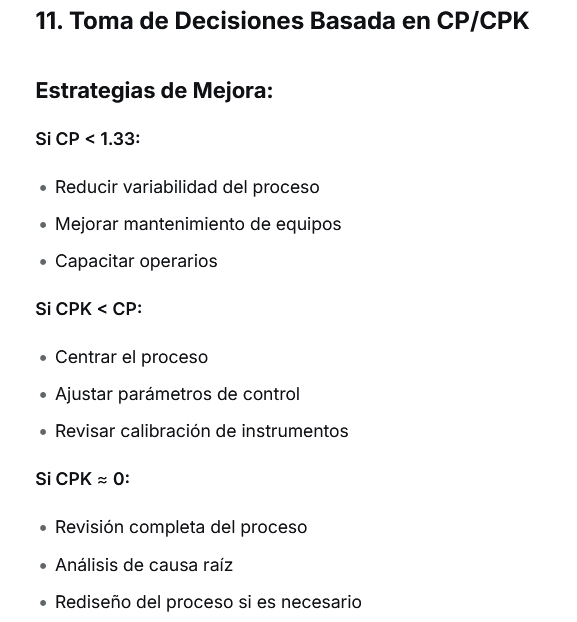 11. Toma de Decisiones Basada en CP/CPK
Estrategias de Mejora:
Si CP < 1.33:
• Reducir variabilidad del proceso
• Mejorar mantenimiento de equipos
• Capacitar operarios
Si CPK < CP:
• Centrar el proceso
• Ajustar parámetros de control
• Revisar calibración de instrumentos
Si CPK ≈ 0:
• Revisión completa del proceso
• Análisis de causa raíz
• Rediseño del proceso si es necesario